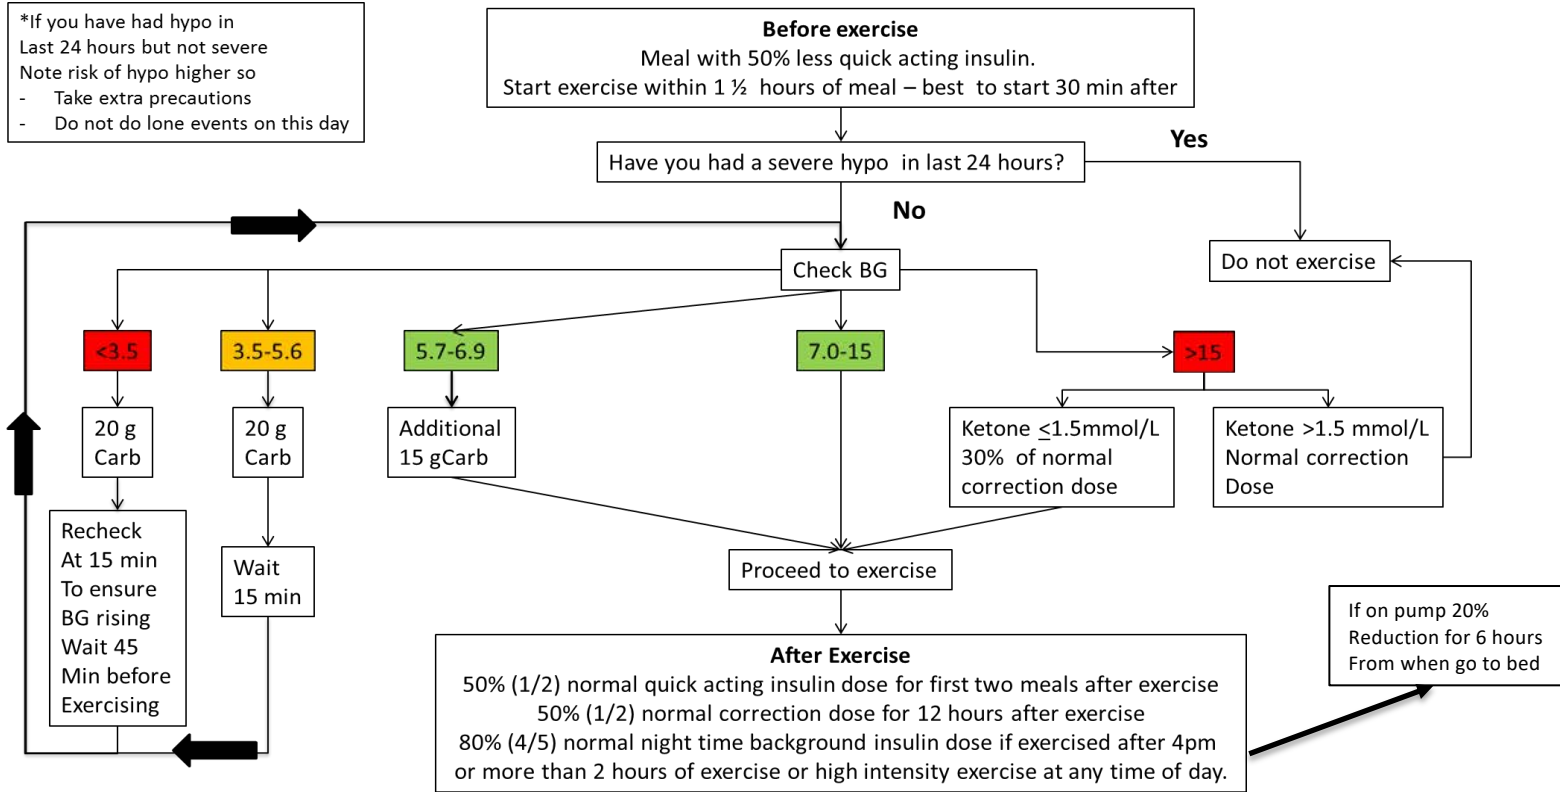 *If you have had hypo in
Last 24 hours but not severe
Note risk of hypo higher so
- Take extra precautions
- Do not do lone events on this day
Before exercise
Meal with 50% less quick acting insulin.
Start exercise within 1 ½ hours of meal – best to start 30 min after
Have you had a severe hypo in last 24 hours?
Yes
No
Do not exercise
Check BG
<3.5
3.5-5.6
5.7-6.9
7.0-15
>15
20 g
Carb
20 g
Carb
Additional
15 gCarb
Ketone ≤1.5mmol/L
30% of normal
correction dose
Ketone >1.5 mmol/L
Normal correction
Dose
Recheck
At 15 min
To ensure
BG rising
Wait 45
Min before
Exercising
Wait
15 min
Proceed to exercise
After Exercise
50% (1/2) normal quick acting insulin dose for first two meals after exercise
50% (1/2) normal correction dose for 12 hours after exercise
80% (4/5) normal night time background insulin dose if exercised after 4pm
or more than 2 hours of exercise or high intensity exercise at any time of day.
If on pump 20%
Reduction for 6 hours
From when go to bed